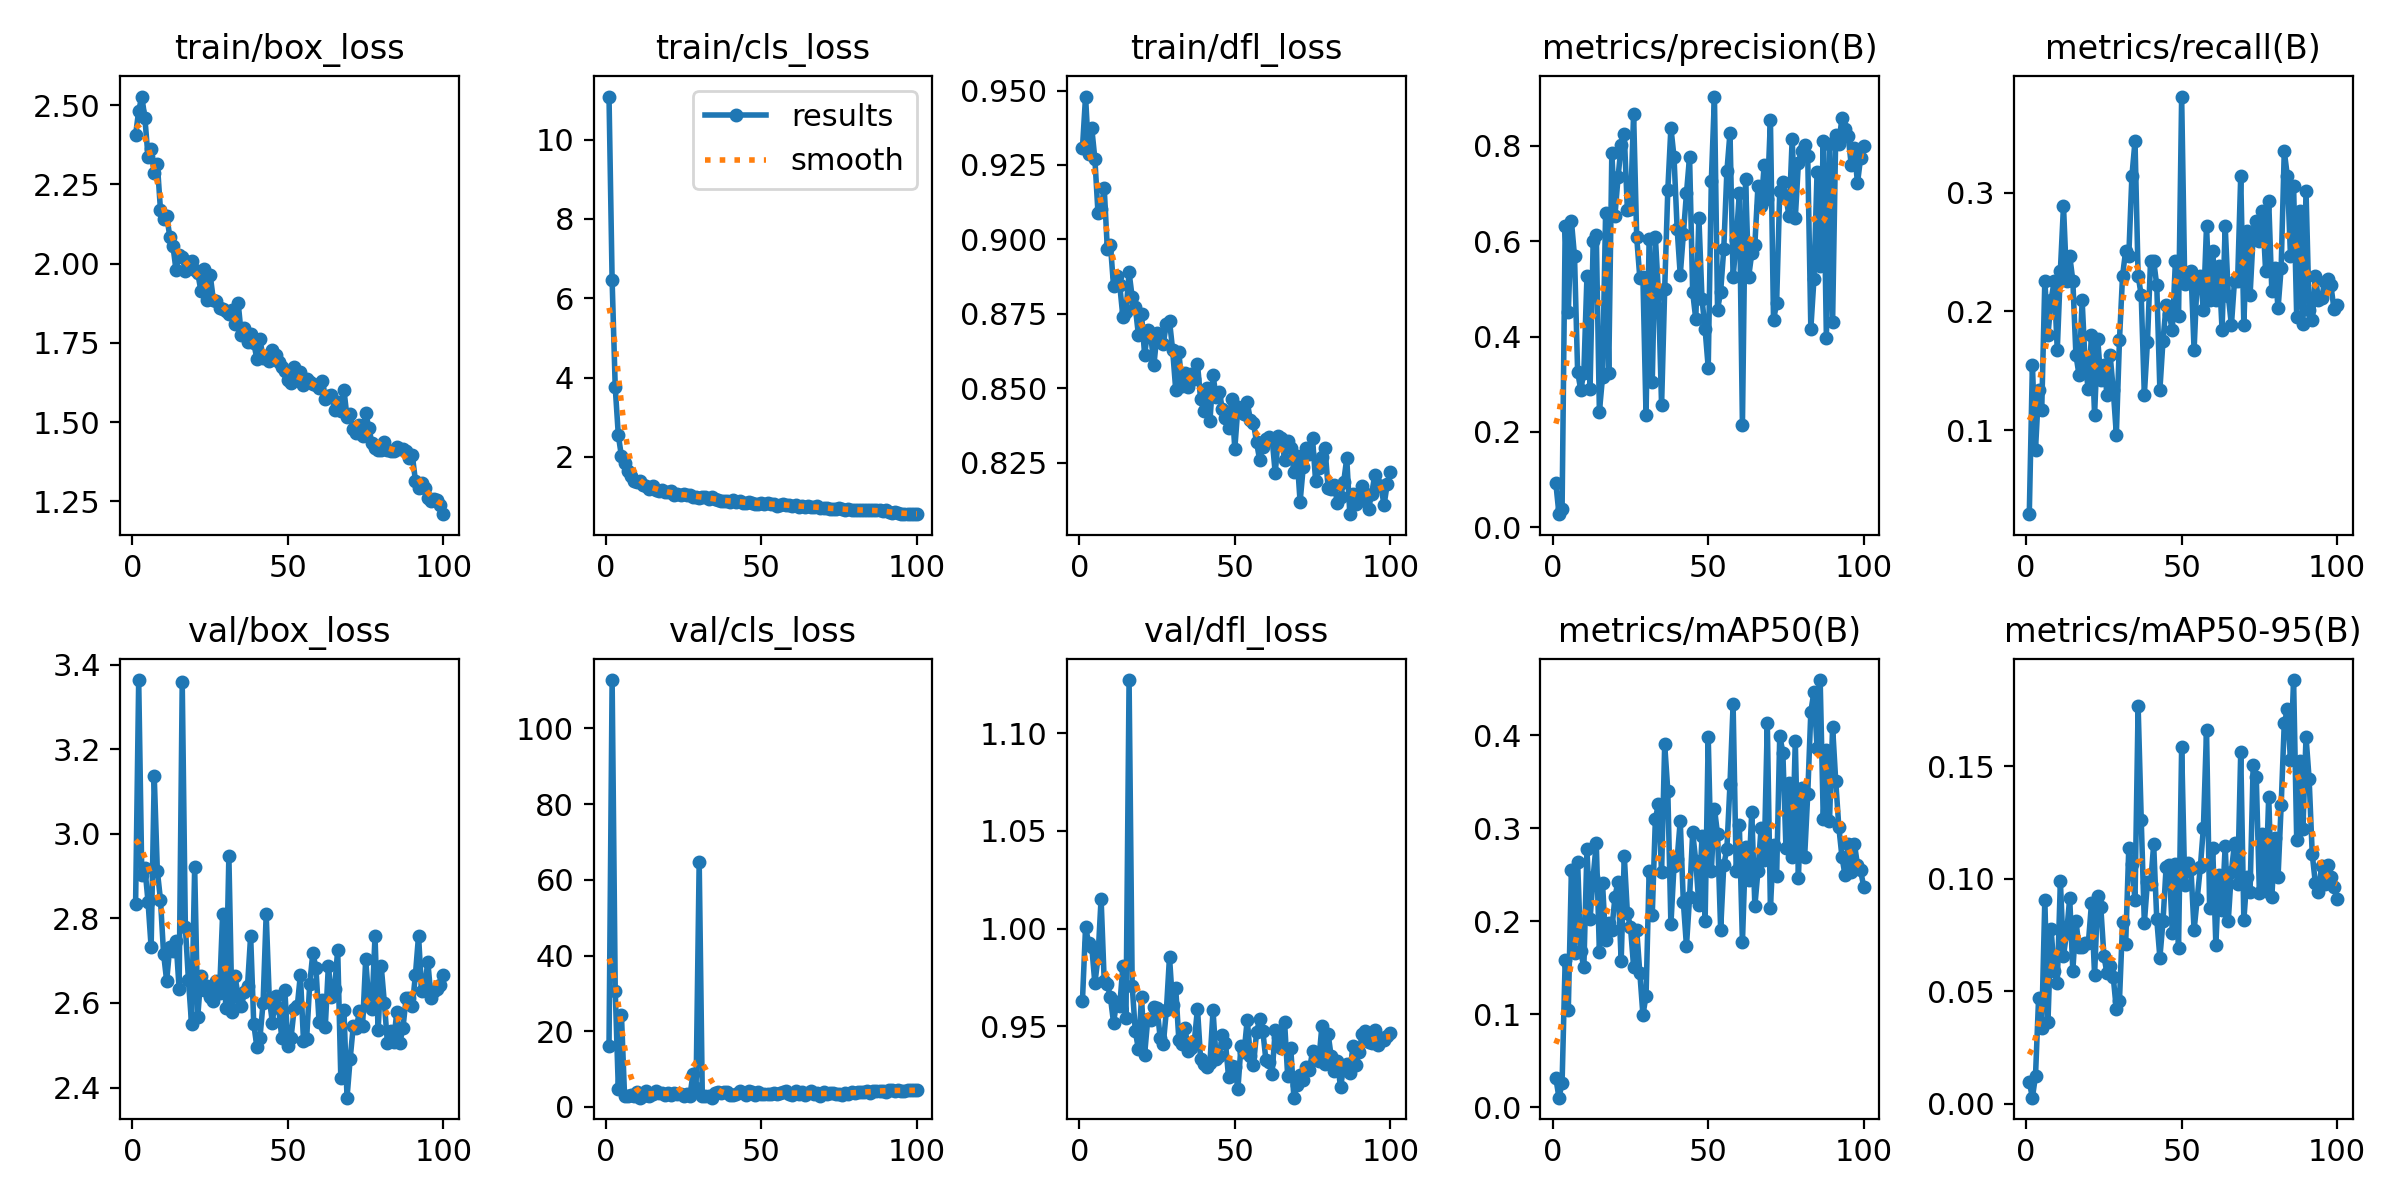 train/box_loss
2.50
2.25
2.00
1.75
1.50
1.25
0 50 100
train/cls_loss
results
smooth
10
8
6
4
2
0 50 100
train/dfl_loss
0.950
0.925
0.900
0.875
0.850
0.825
0 50 100
metrics/precision(B)
0.8
0.6
0.4
0.2
0.0
0 50 100
metrics/recall(B)
0.3
0.2
0.1
0 50 100
val/box_loss
3.4
3.2
3.0
2.8
2.6
2.4
0 50 100
val/cls_loss
100
80
60
40
20
0
0 50 100
val/dfl_loss
1.10
1.05
1.00
0.95
0 50 100
metrics/mAP50(B)
0.4
0.3
0.2
0.1
0.0
0 50 100
metrics/mAP50-95(B)
0.15
0.10
0.05
0.00
0 50 100